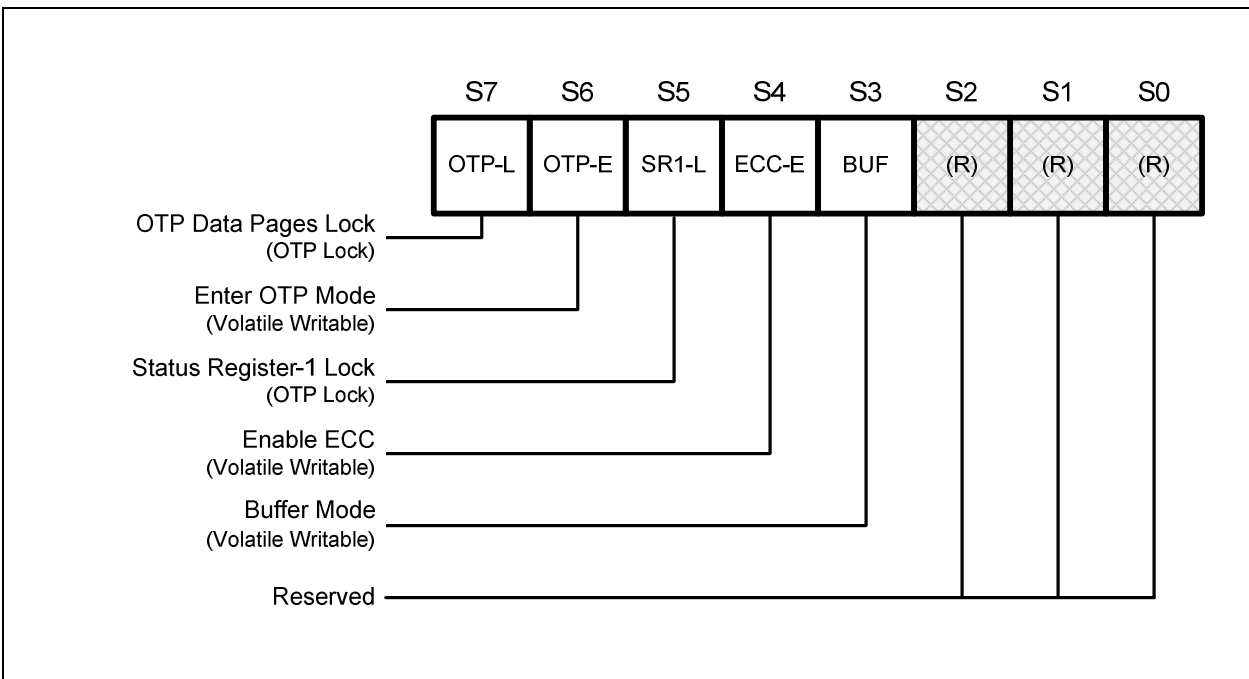 S7 S6 S5 S4 S3 S2 S1 S0
OTP-L OTP-E SR1-L ECC-E BUF (R) (R) (R)
OTP Data Pages Lock
(OTP Lock)
Enter OTP Mode
(Volatile Writable)
Status Register-1 Lock
(OTP Lock)
Enable ECC
(Volatile Writable)
Buffer Mode
(Volatile Writable)
Reserved